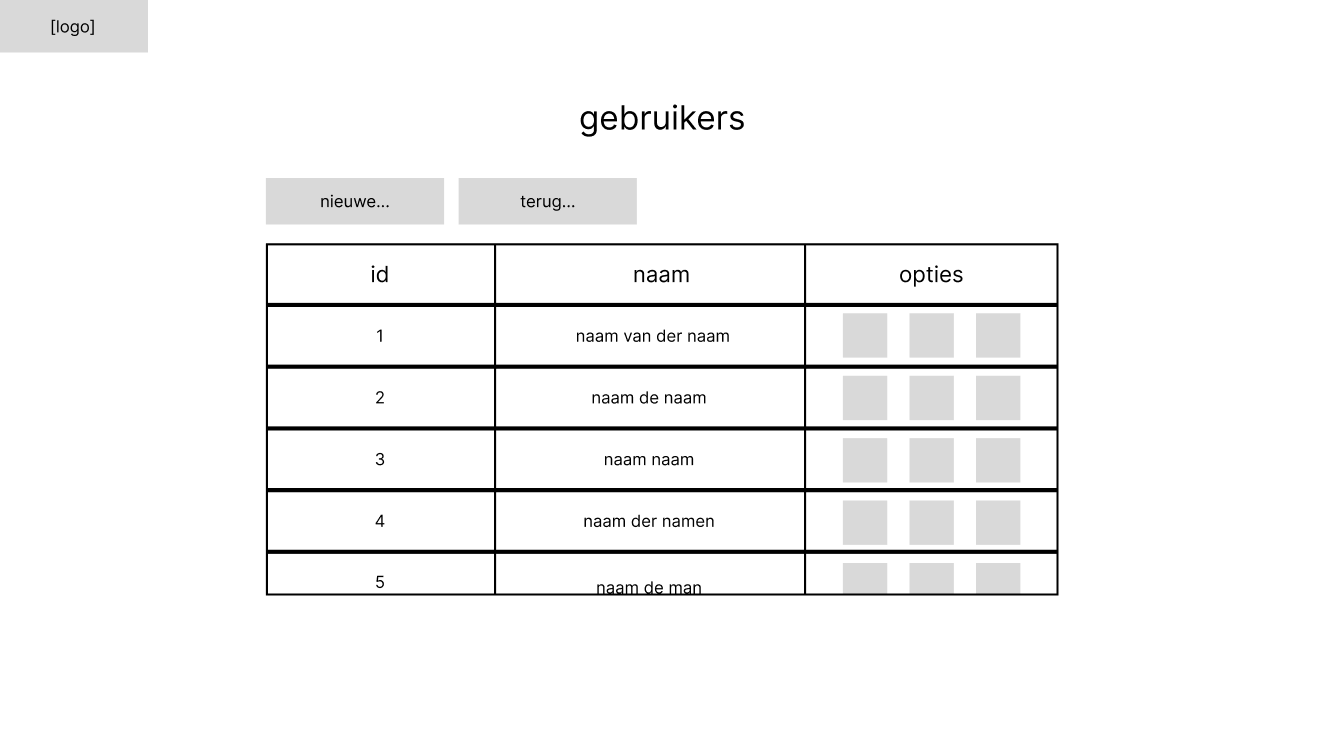 [logo]
gebruikers
nieuwe... terug...
id naam opties
1 naam van der naam
2 naam de naam
3 naam naam
4 naam der namen
5 naam de man